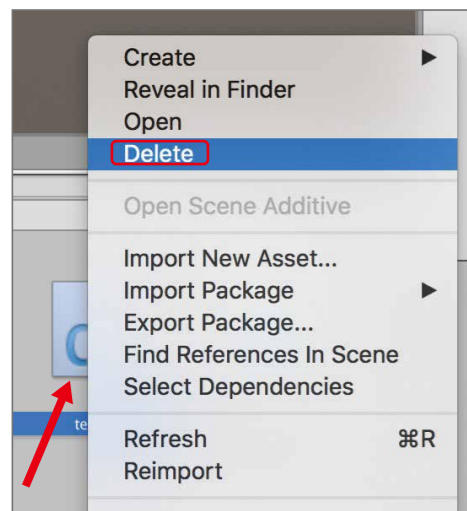 Create
Reveal in Finder
Open
Delete
Open Scene Additive
Import New Asset...
Import Package
Export Package...
Find References In Scene
Select Dependencies
te
Refresh ⌘R
Reimport